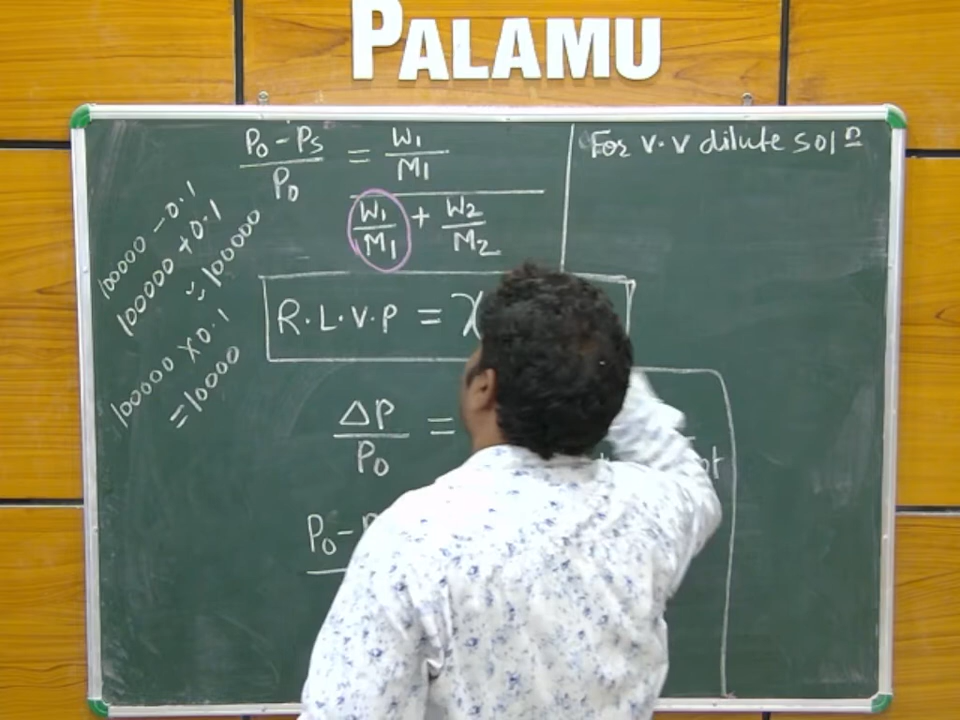 PALAMU
P0 - Ps / P0 = W1 / M1
W1 / M1 + W2 / M2
For v.v dilute solⁿ
100000 - 0.1
100000 + 0.1
≈ 100000
100000 × 0.1
= 10000
R.L.V.P = χ
ΔP / P0 =
P0 -